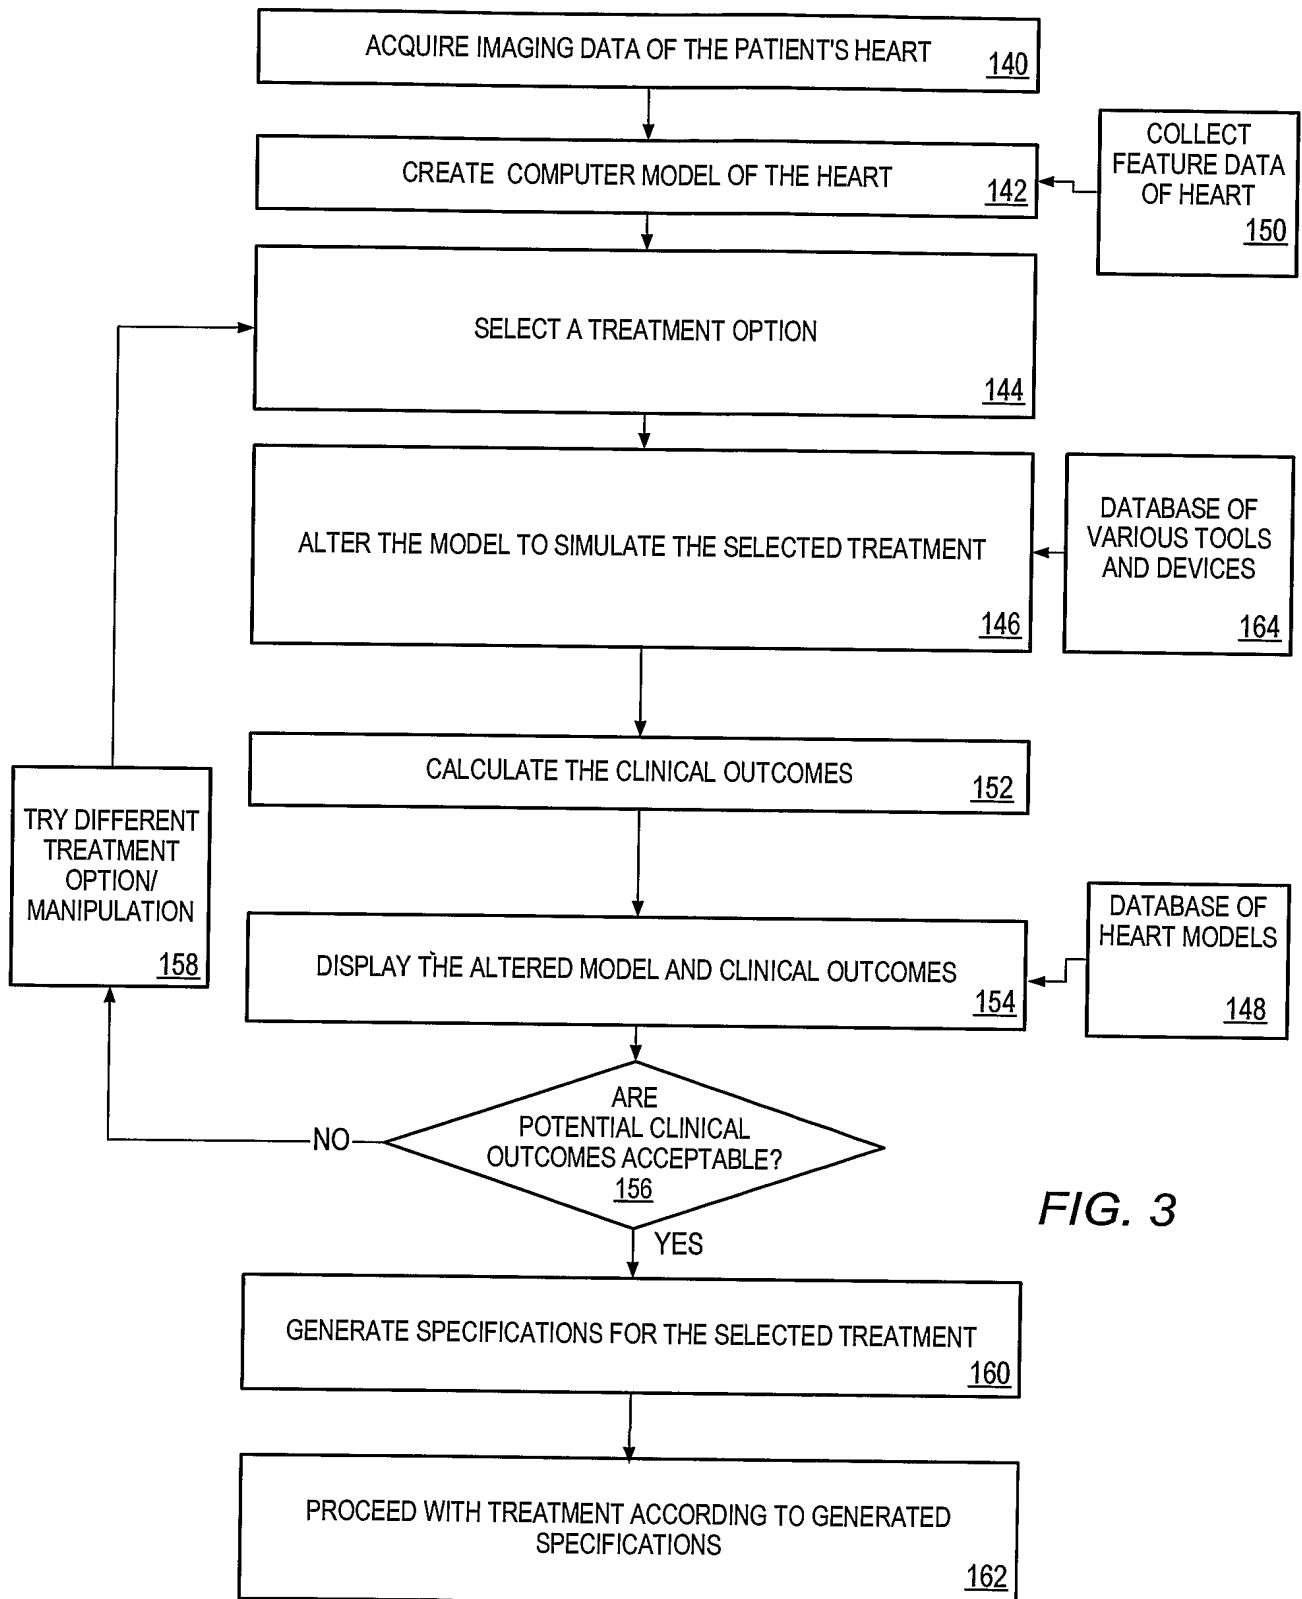 ACQUIRE IMAGING DATA OF THE PATIENT'S HEART
140
CREATE COMPUTER MODEL OF THE HEART
142
COLLECT
FEATURE DATA
OF HEART
150
SELECT A TREATMENT OPTION
144
ALTER THE MODEL TO SIMULATE THE SELECTED TREATMENT
146
DATABASE OF
VARIOUS TOOLS
AND DEVICES
164
CALCULATE THE CLINICAL OUTCOMES
152
TRY DIFFERENT
TREATMENT
OPTION/
MANIPULATION
158
DISPLAY THE ALTERED MODEL AND CLINICAL OUTCOMES
154
DATABASE OF
HEART MODELS
148
ARE
POTENTIAL CLINICAL
OUTCOMES ACCEPTABLE?
156
NO
YES
FIG. 3
GENERATE SPECIFICATIONS FOR THE SELECTED TREATMENT
160
PROCEED WITH TREATMENT ACCORDING TO GENERATED
SPECIFICATIONS
162